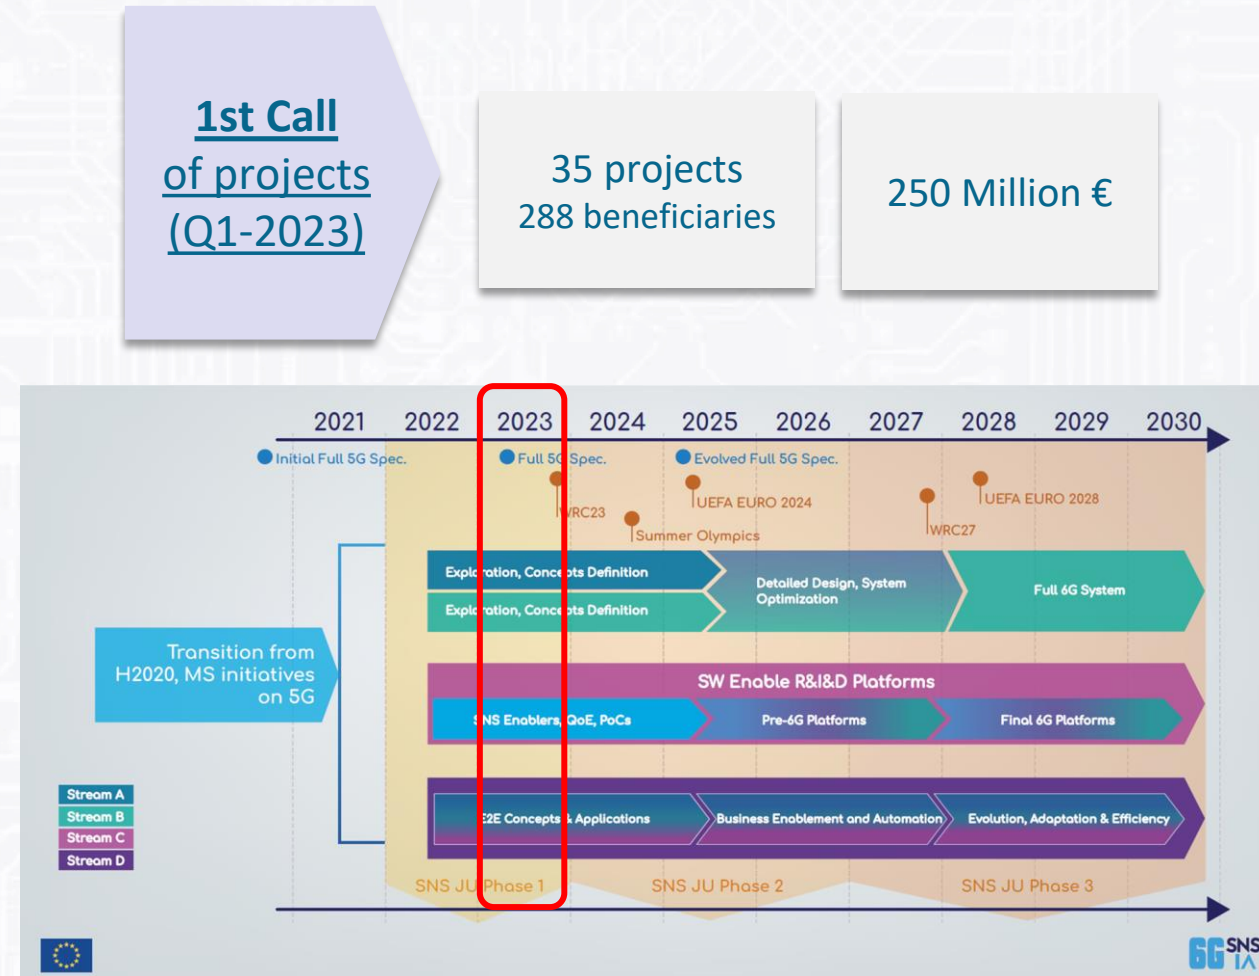 1st Call
of projects
(Q1-2023)
35 projects
288 beneficiaries
250 Million €
2021 2022 2023 2024 2025 2026 2027 2028 2029 2030
Initial Full 5G Spec.
Full 5G Spec.
Evolved Full 5G Spec.
WRC23
Summer Olympics
UEFA EURO 2024
WRC27
UEFA EURO 2028
Exploration, Concepts Definition
Exploration, Concepts Definition
Detailed Design, System
Optimization
Full 6G System
Transition from
H2020, MS initiatives
on 5G
SW Enable R&I&D Platforms
SNS Enablers, QoE, PoCs
Pre-6G Platforms
Final 6G Platforms
Stream A
Stream B
Stream C
Stream D
E2E Concepts & Applications
Business Enablement and Automation
Evolution, Adaptation & Efficiency
SNS JU Phase 1
SNS JU Phase 2
SNS JU Phase 3
6G SNS
IA